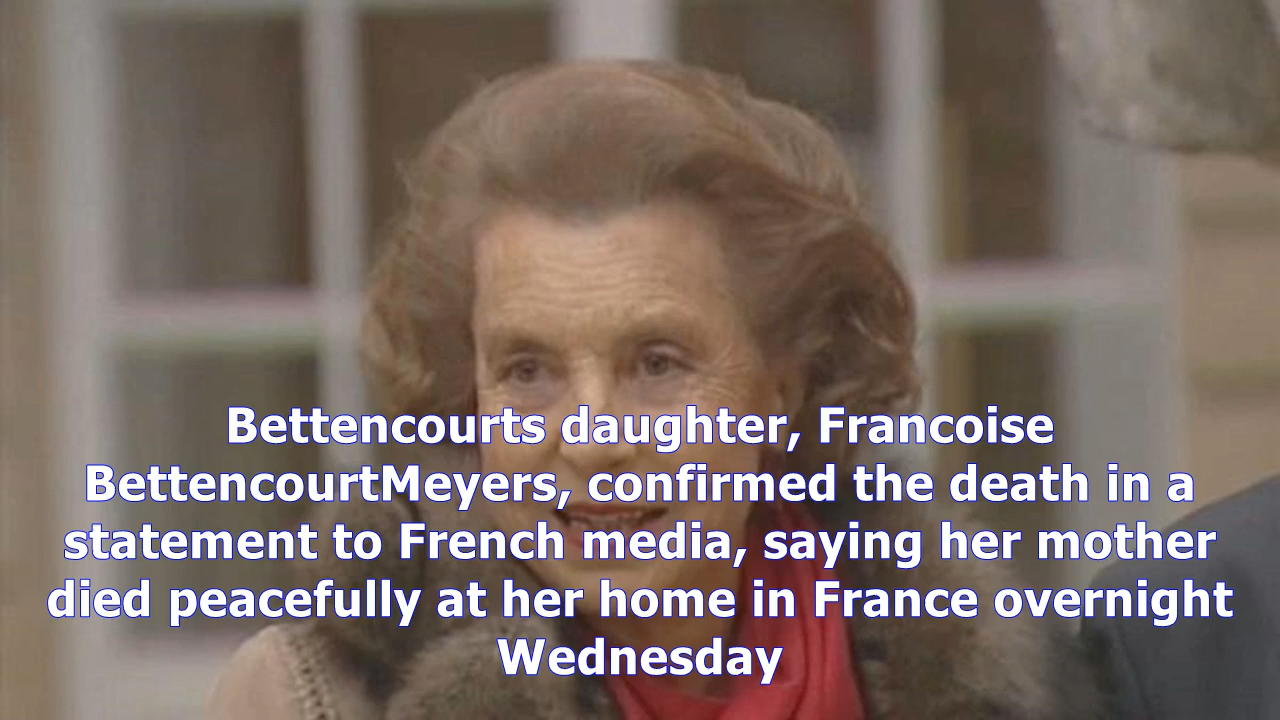 Bettencourts daughter, Francoise
BettencourtMeyers, confirmed the death in a
statement to French media, saying her mother
died peacefully at her home in France overnight
Wednesday